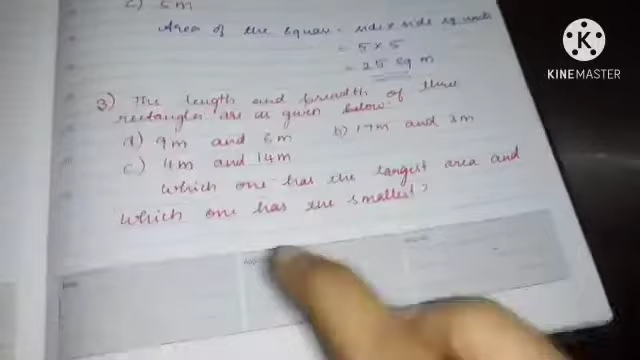 c) 5m
Area of the square = side x side sq units
= 5 x 5
= 25 sq m
3) The length and breadth of three
rectangles are as given below.
a) 9m and 6m b) 17m and 3m
c) 4m and 14m
which one has the largest area and
which one has the smallest?
KINEMASTER